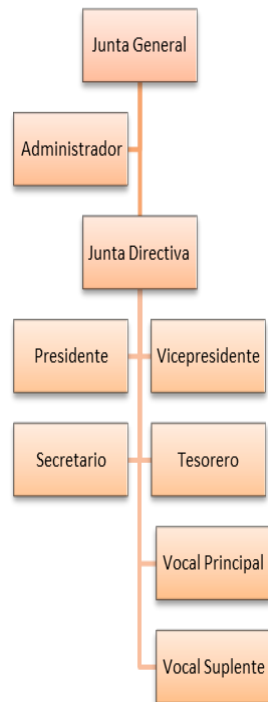 Junta General
Administrador
Junta Directiva
Presidente
Vicepresidente
Secretario
Tesorero
Vocal Principal
Vocal Suplente